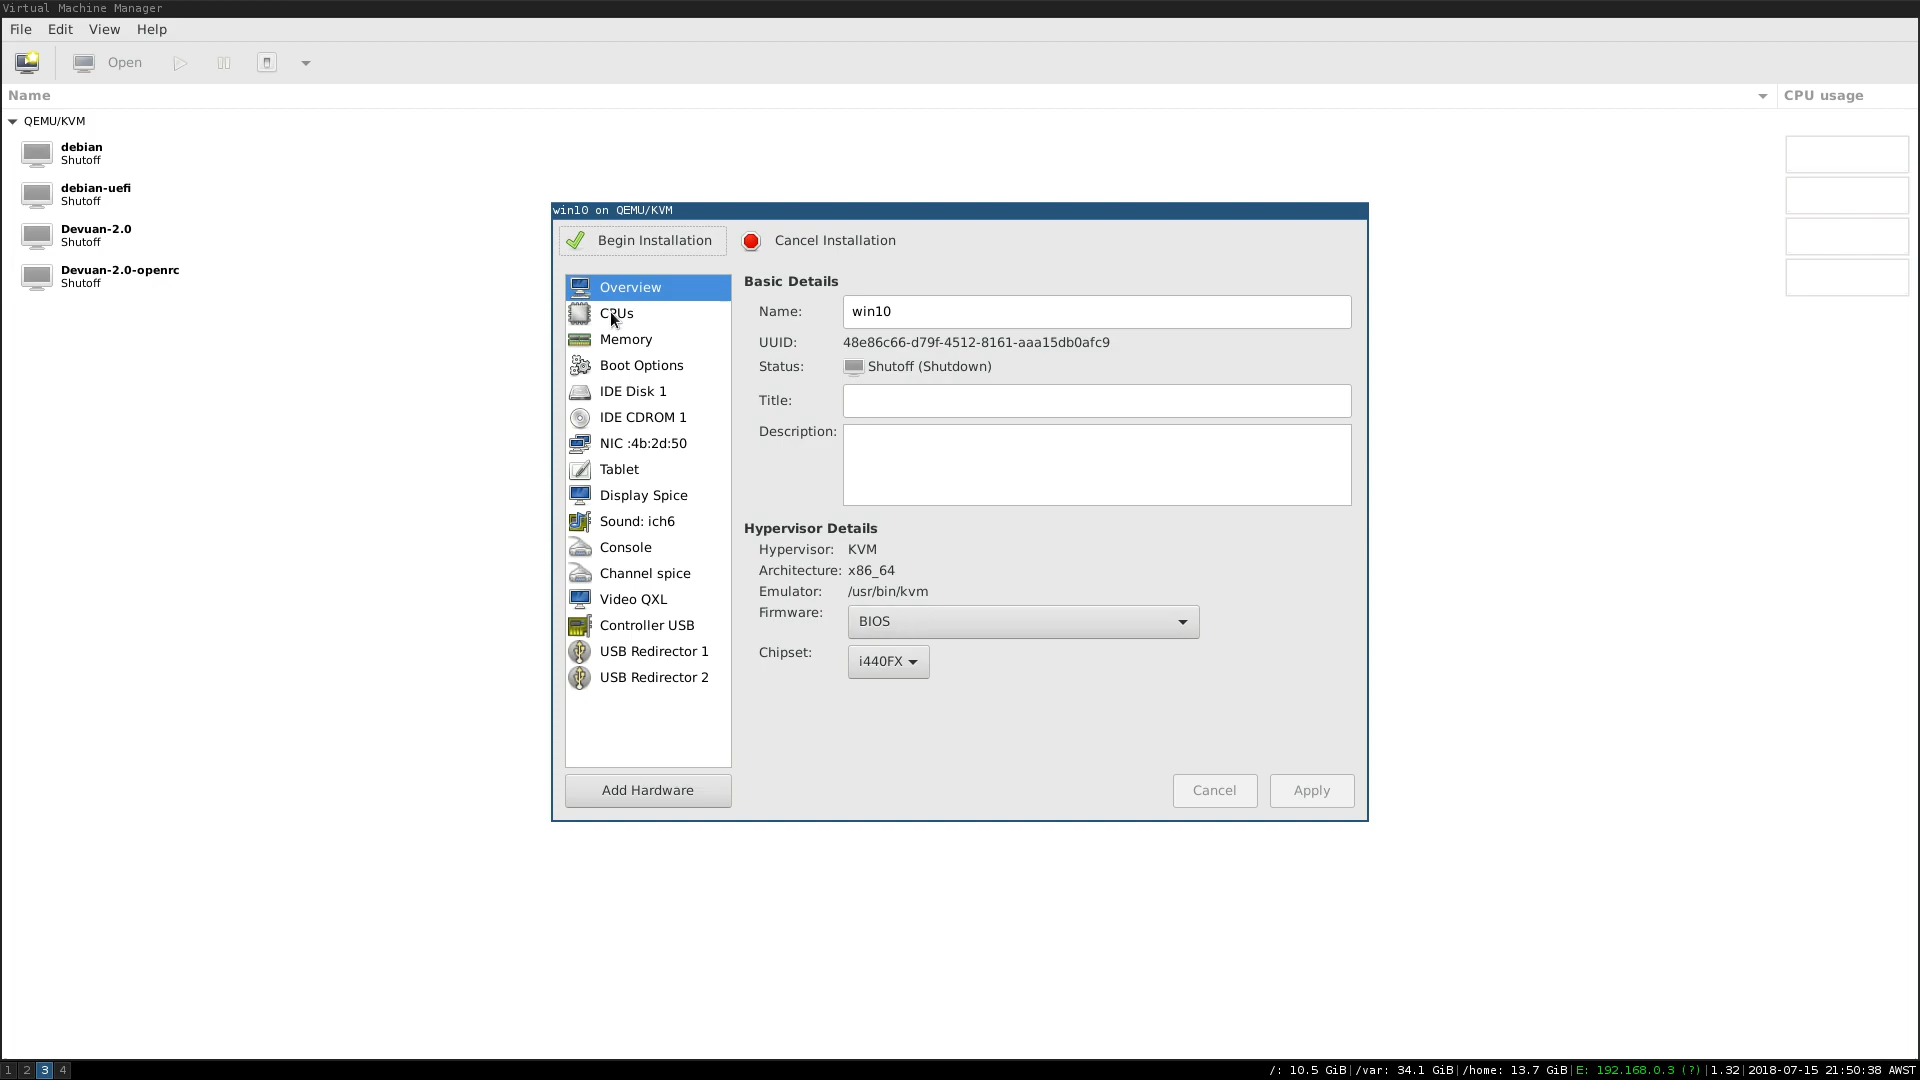 Virtual Machine Manager
File Edit View Help
Open
Name CPU usage
QEMU/KVM
debian
Shutoff
debian-uefi
Shutoff
Devuan-2.0
Shutoff
Devuan-2.0-openrc
Shutoff
win10 on QEMU/KVM
Begin Installation Cancel Installation
Overview
CPUs
Memory
Boot Options
IDE Disk 1
IDE CDROM 1
NIC :4b:2d:50
Tablet
Display Spice
Sound: ich6
Console
Channel spice
Video QXL
Controller USB
USB Redirector 1
USB Redirector 2
Add Hardware
Basic Details
Name: win10
UUID: 48e86c66-d79f-4512-8161-aaa15db0afc9
Status: Shutoff (Shutdown)
Title:
Description:
Hypervisor Details
Hypervisor: KVM
Architecture: x86_64
Emulator: /usr/bin/kvm
Firmware: BIOS
Chipset: i440FX
Cancel Apply
1 2 3 4 /: 10.5 GiB|/var: 34.1 GiB|/home: 13.7 GiB|E: 192.168.0.3 (?)|1.32|2018-07-15 21:50:38 AWST